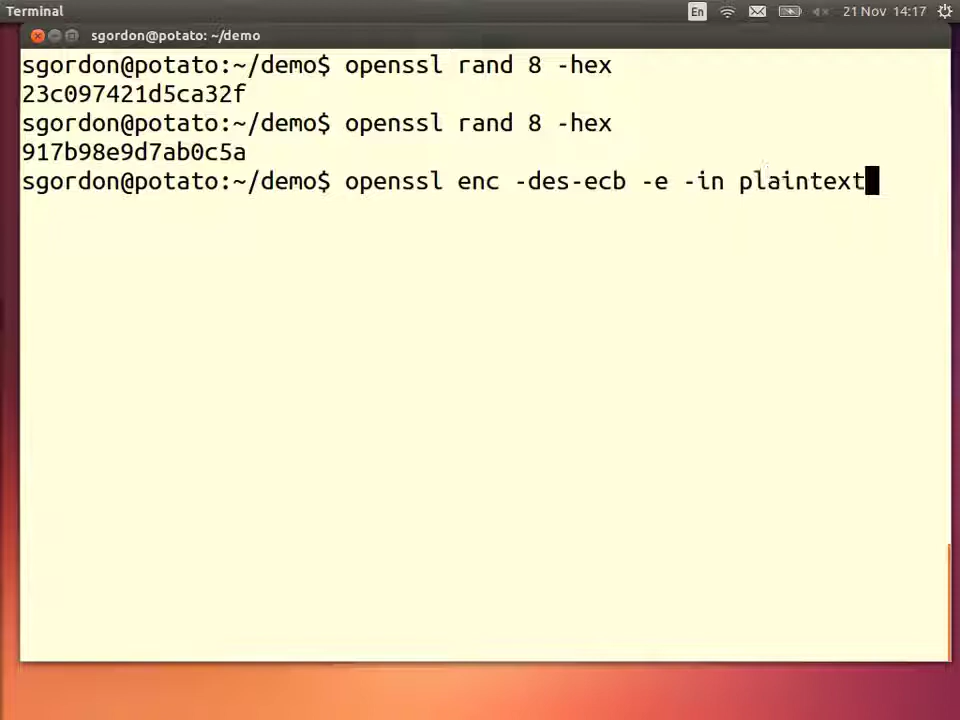 Terminal
En
21 Nov 14:17
sgordon@potato: ~/demo
sgordon@potato:~/demo$ openssl rand 8 -hex
23c097421d5ca32f
sgordon@potato:~/demo$ openssl rand 8 -hex
917b98e9d7ab0c5a
sgordon@potato:~/demo$ openssl enc -des-ecb -e -in plaintext